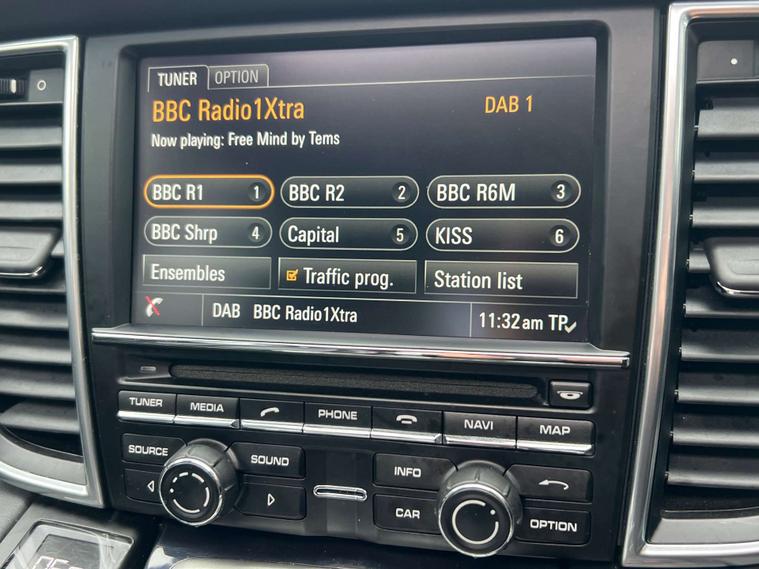 TUNER OPTION
BBC Radio1Xtra DAB 1
Now playing: Free Mind by Tems
BBC R1 1 BBC R2 2 BBC R6M 3
BBC Shrp 4 Capital 5 KISS 6
Ensembles Traffic prog. Station list
DAB BBC Radio1Xtra 11:32am TP
TUNER MEDIA PHONE NAVI MAP
SOURCE SOUND INFO
CAR OPTION